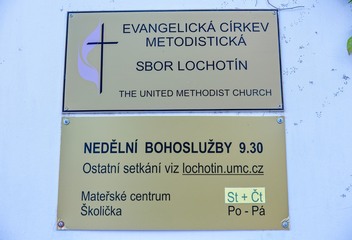 EVANGELICKÁ CÍRKEV
METODISTICKÁ
SBOR LOCHOTÍN
THE UNITED METHODIST CHURCH
NEDĚLNÍ BOHOSLUŽBY 9.30
Ostatní setkání viz lochotin.umc.cz
Mateřské centrum St + Čt
Školička Po - Pá